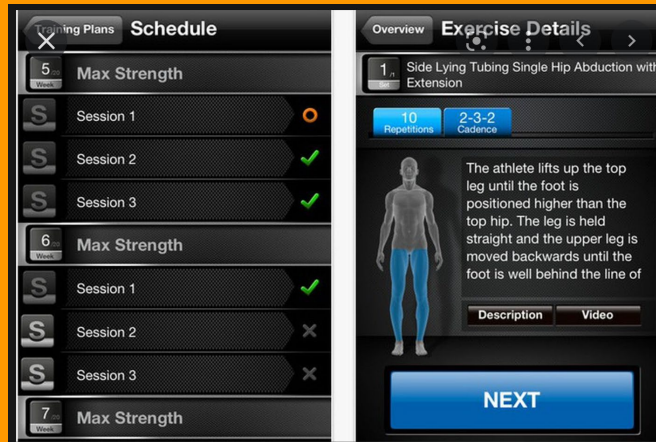 Training Plans
Schedule
5
Week
Max Strength
S
Session 1
S
Session 2
S
Session 3
6
Week
Max Strength
S
Session 1
S
Session 2
S
Session 3
7
Week
Max Strength
Overview
Exercise Details
1
Side Lying Tubing Single Hip Abduction with
Extension
10
Repetitions
2-3-2
Cadence
The athlete lifts up the top
leg until the foot is
positioned higher than the
top hip. The leg is held
straight and the upper leg is
moved backwards until the
foot is well behind the line of
Description
Video
NEXT